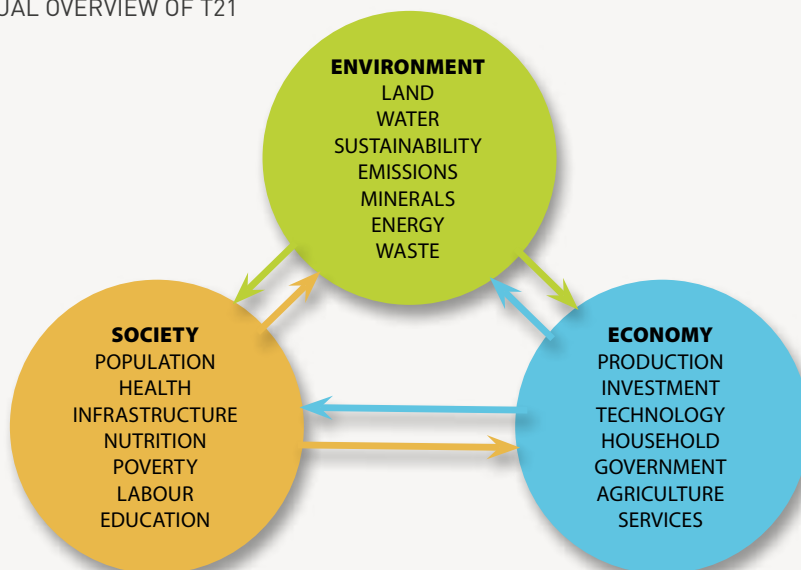 OVERVIEW OF T21
ENVIRONMENT
LAND
WATER
SUSTAINABILITY
EMISSIONS
MINERALS
ENERGY
WASTE
SOCIETY
POPULATION
HEALTH
INFRASTRUCTURE
NUTRITION
POVERTY
LABOUR
EDUCATION
ECONOMY
PRODUCTION
INVESTMENT
TECHNOLOGY
HOUSEHOLD
GOVERNMENT
AGRICULTURE
SERVICES